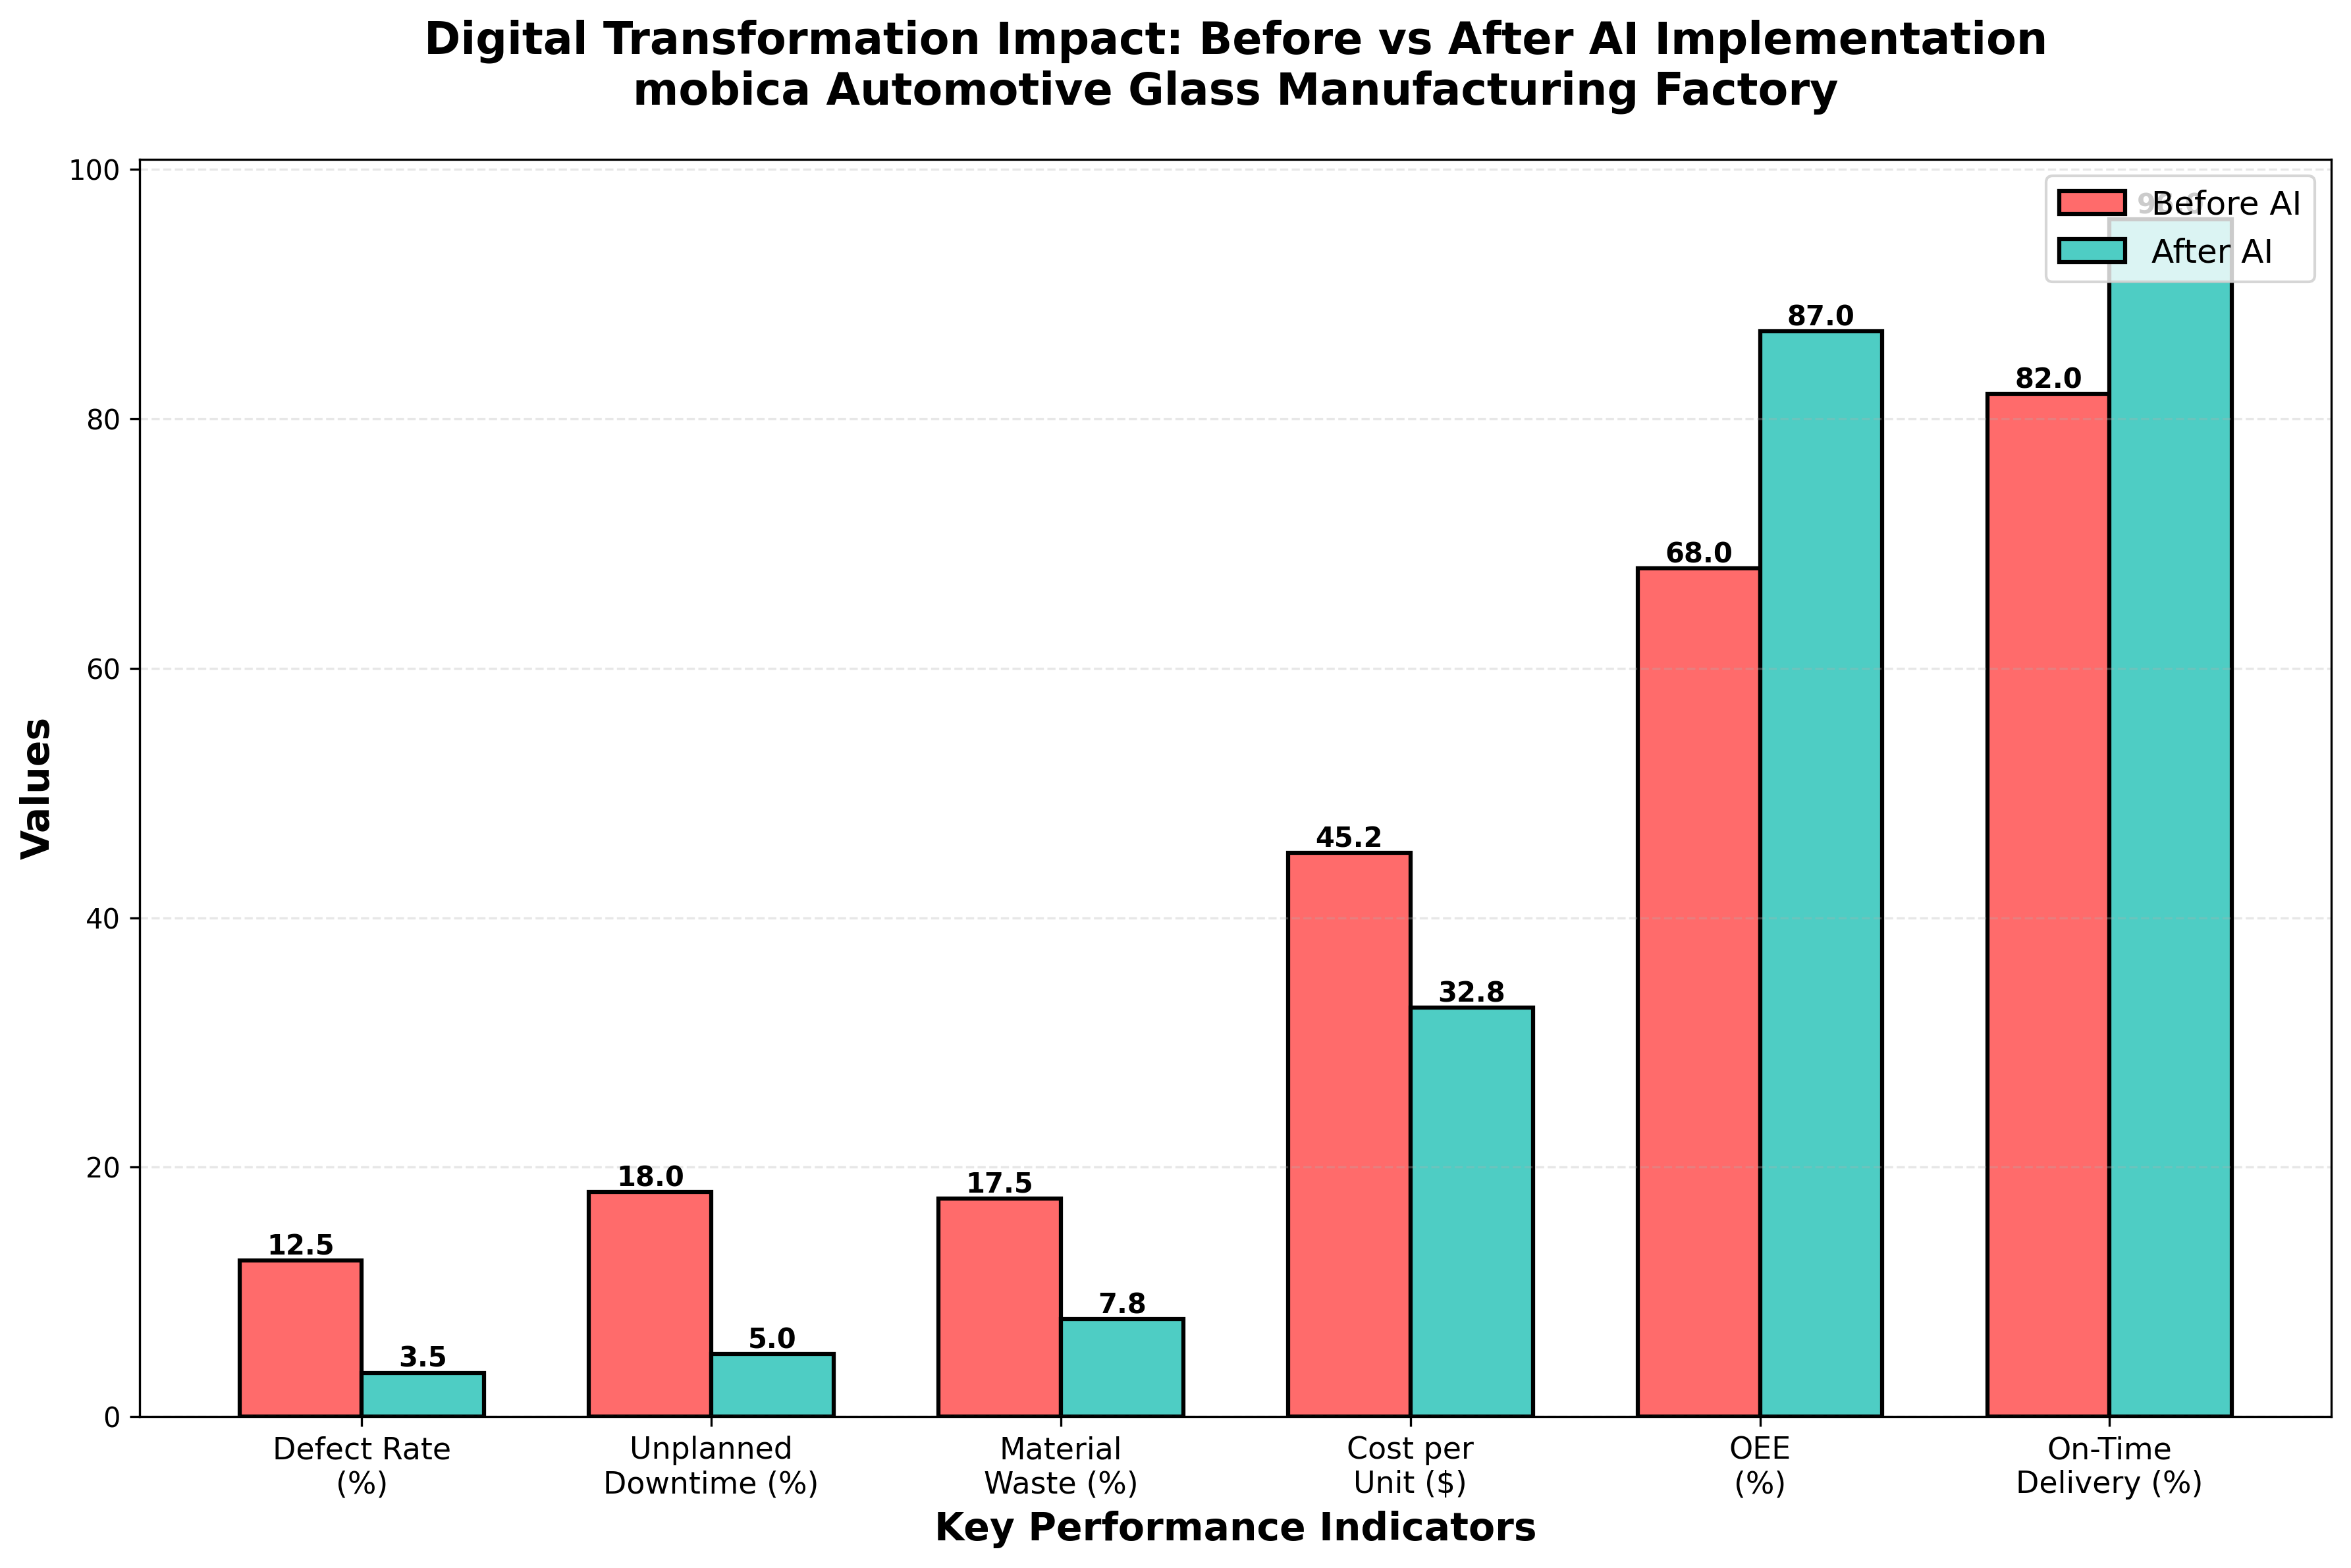 Digital Transformation Impact: Before vs After AI Implementation
mobica Automotive Glass Manufacturing Factory
Before AI
After AI
Values
100
80
60
40
20
0
12.5
3.5
18.0
5.0
17.5
7.8
45.2
32.8
68.0
87.0
82.0
Defect Rate
(%)
Unplanned
Downtime (%)
Material
Waste (%)
Cost per
Unit ($)
OEE
(%)
On-Time
Delivery (%)
Key Performance Indicators